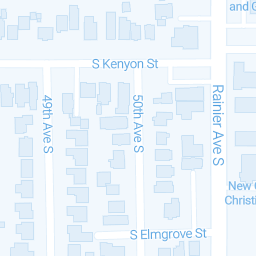 and G
S Kenyon St
49th Ave S
50th Ave S
Rainier Ave S
New C
Christi
S Elmgrove St